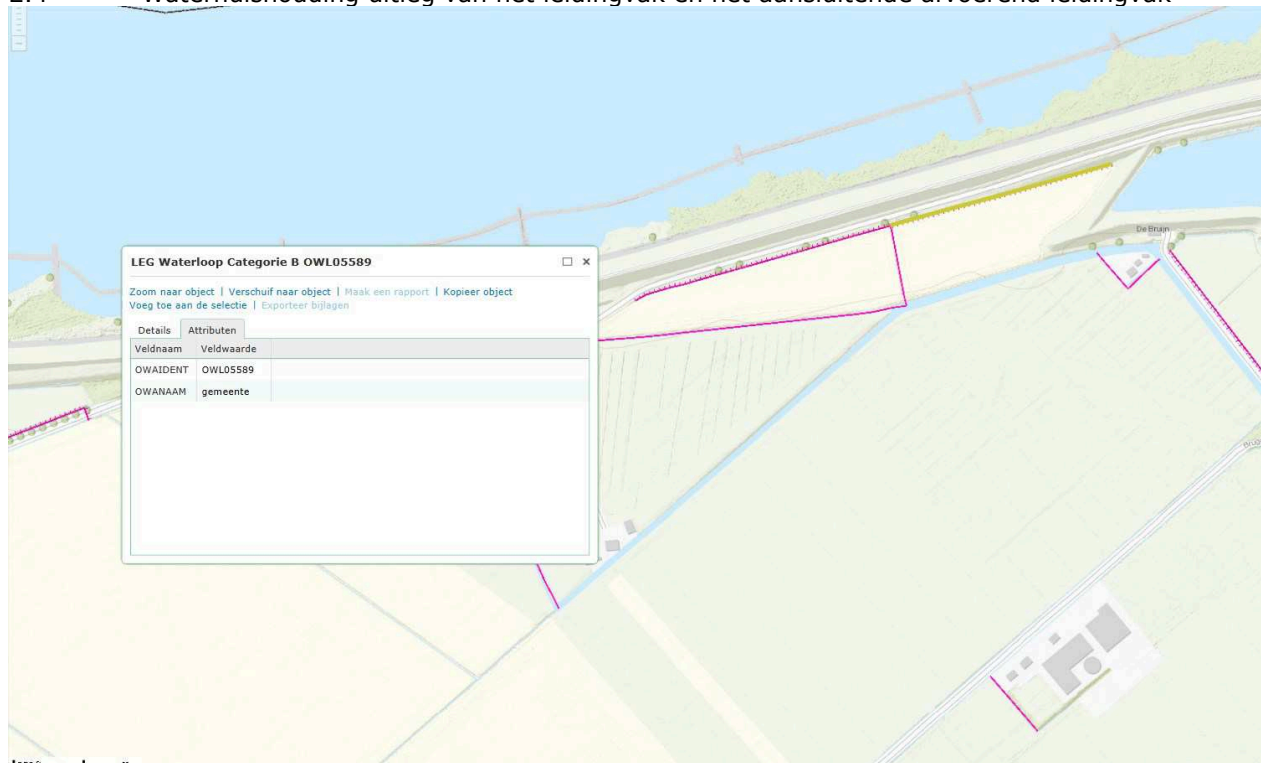 Waterhuishouding uitleg van het leidingvak en het aansluitende afvoerend leidingvak
De Bruijn
LEG Waterloop Categorie B OWL05589
Zoom naar object | Verschuif naar object | Maak een rapport | Kopieer object
Voeg toe aan de selectie | Exporteer bijlagen
Details Attributen
Veldnaam Veldwaarde
OWAIDENT OWL05589
OWANAAM gemeente